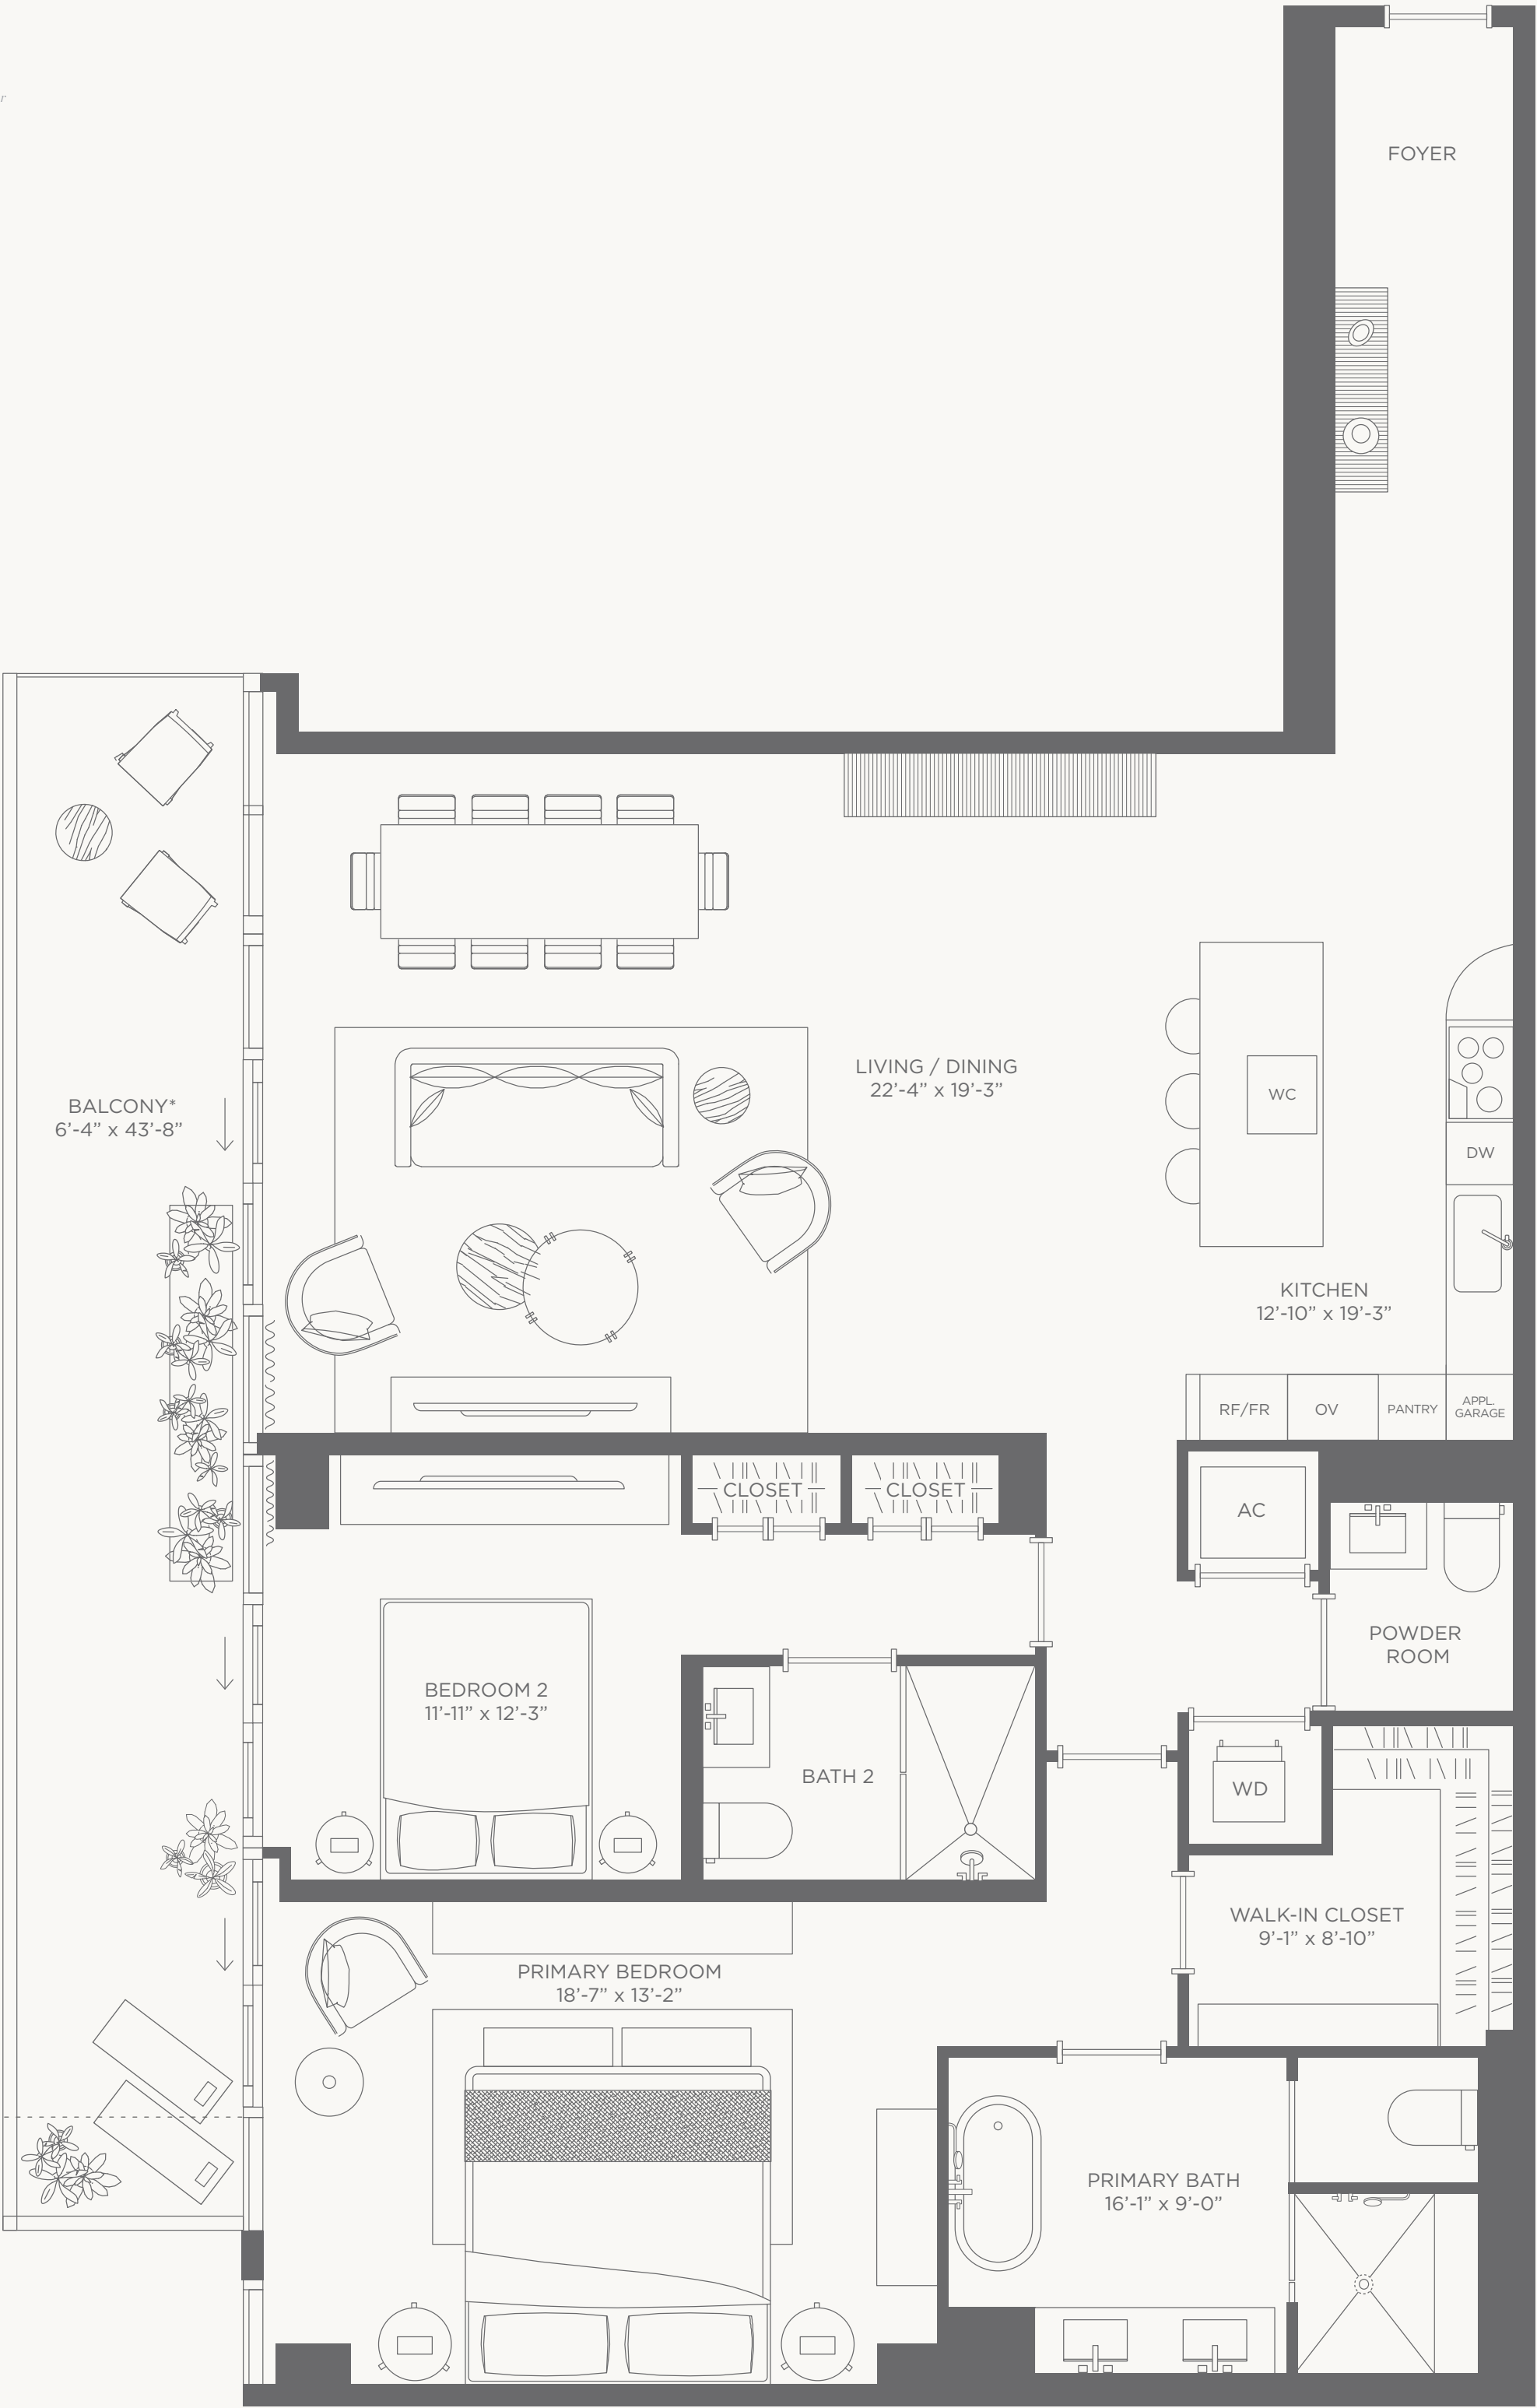 r
FOYER
LIVING / DINING
22’-4” x 19’-3”
BALCONY*
6’-4” x 43’-8”
WC
DW
KITCHEN
12’-10” x 19’-3”
RF/FR
OV
PANTRY
APPL.
GARAGE
CLOSET
CLOSET
AC
POWDER
ROOM
BEDROOM 2
11’-11” x 12’-3”
BATH 2
WD
WALK-IN CLOSET
9’-1” x 8’-10”
PRIMARY BEDROOM
18’-7” x 13’-2”
PRIMARY BATH
16’-1” x 9’-0”